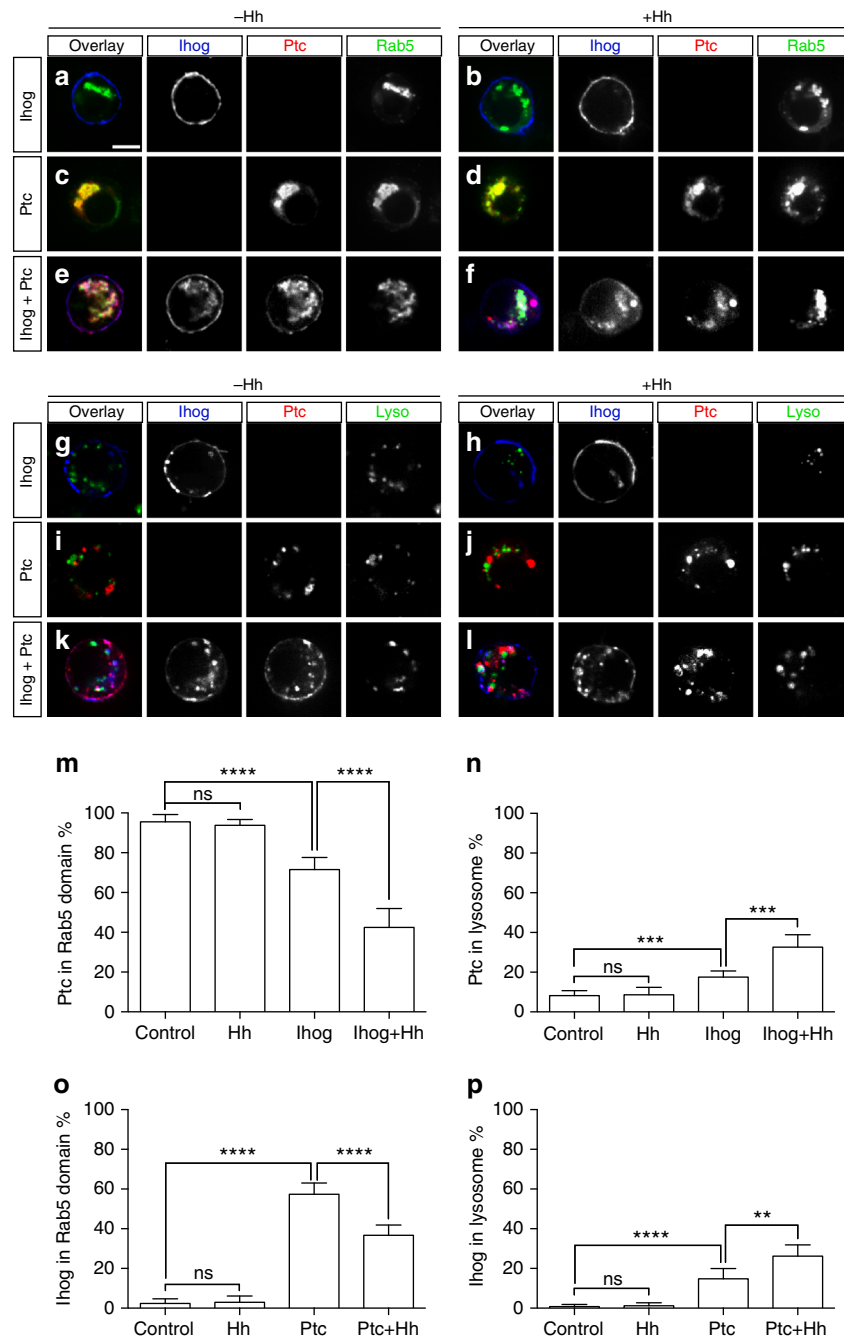 –Hh
+Hh
Overlay Ihog Ptc Rab5
Overlay Ihog Ptc Rab5
Ihog
a
b
Ptc
c
d
Ihog + Ptc
e
f
–Hh
+Hh
Overlay Ihog Ptc Lyso
Overlay Ihog Ptc Lyso
Ihog
g
h
Ptc
i
j
Ihog + Ptc
k
l
m
Ptc in Rab5 domain %
100
80
60
40
20
0
**** ****
ns
Control Hh Ihog Ihog+Hh
n
Ptc in lysosome %
100
80
60
40
20
0
***
***
ns
Control Hh Ihog Ihog+Hh
o
Ihog in Rab5 domain %
100
80
60
40
20
0
**** ****
ns
Control Hh Ptc Ptc+Hh
p
Ihog in lysosome %
100
80
60
40
20
0
**
****
ns
Control Hh Ptc Ptc+Hh